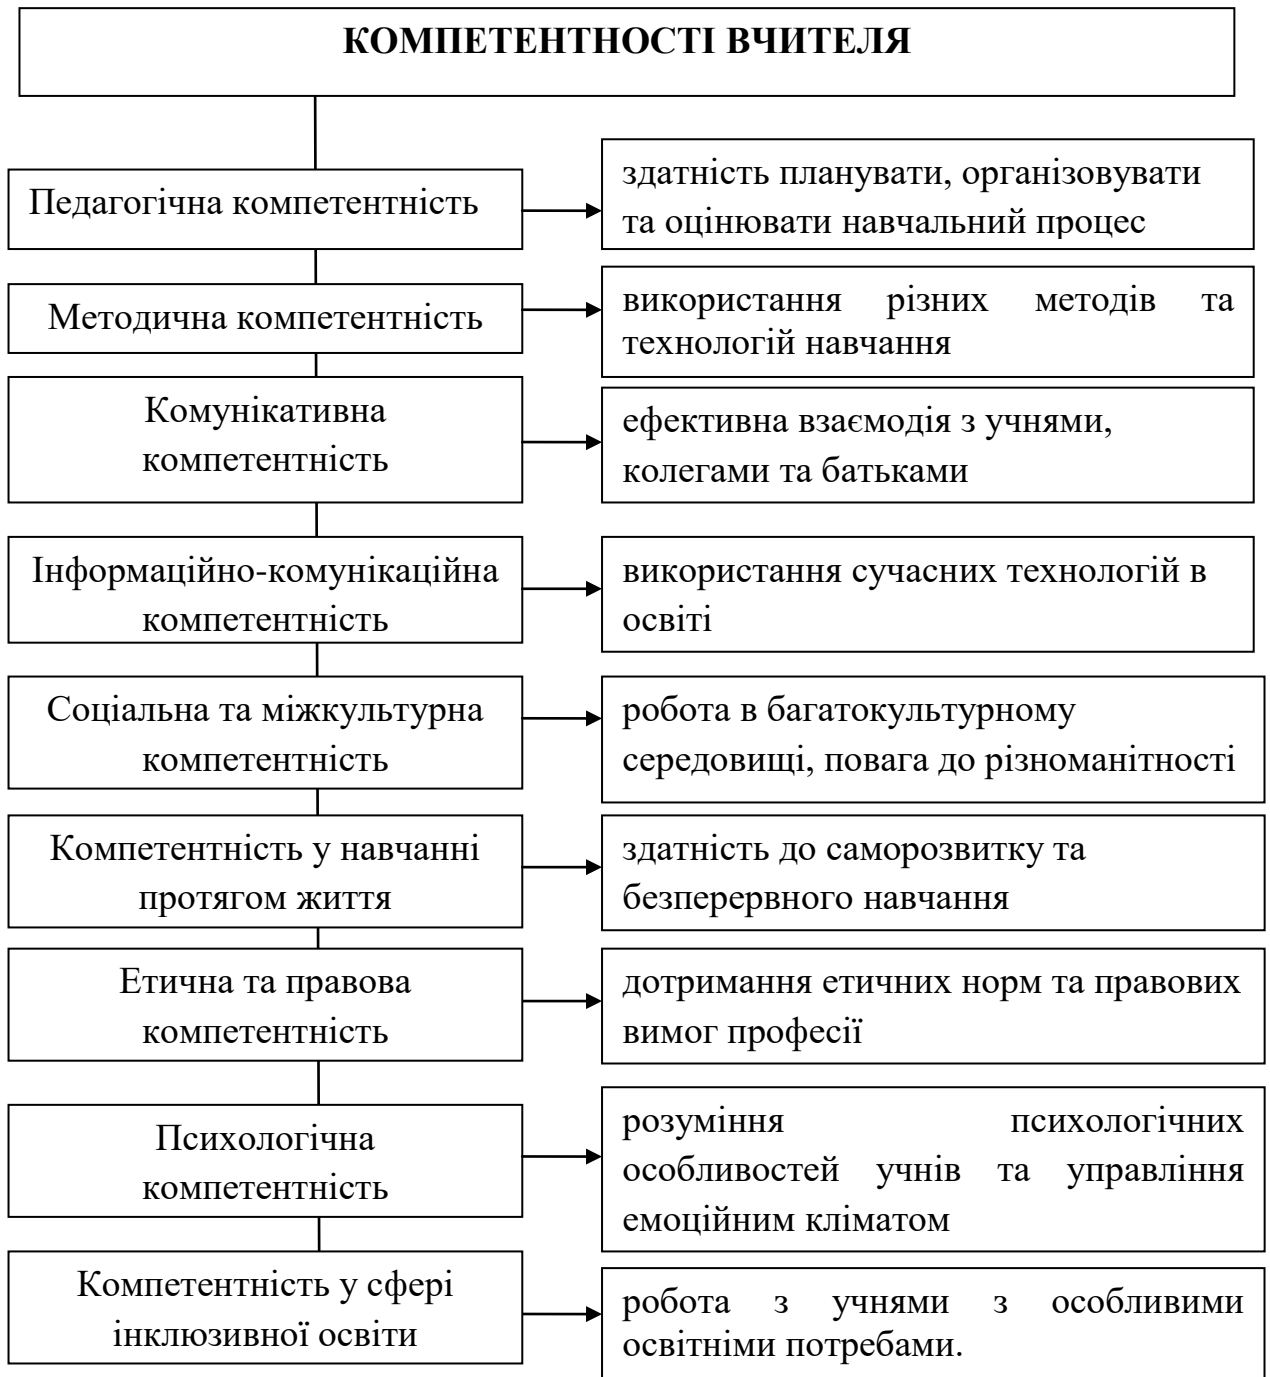 КОМПЕТЕНТНОСТІ ВЧИТЕЛЯ
Педагогічна компетентність
здатність планувати, організовувати
та оцінювати навчальний процес
Методична компетентність
використання різних методів та
технологій навчання
Комунікативна
компетентність
ефективна взаємодія з учнями,
колегами та батьками
Інформаційно-комунікаційна
компетентність
використання сучасних технологій в
освіті
Соціальна та міжкультурна
компетентність
робота в багатокультурному
середовищі, повага до різноманітності
Компетентність у навчанні
протягом життя
здатність до саморозвитку та
безперервного навчання
Етична та правова
компетентність
дотримання етичних норм та правових
вимог професії
Психологічна
компетентність
розуміння психологічних
особливостей учнів та управління
емоційним кліматом
Компетентність у сфері
інклюзивної освіти
робота з учнями з особливими
освітніми потребами.